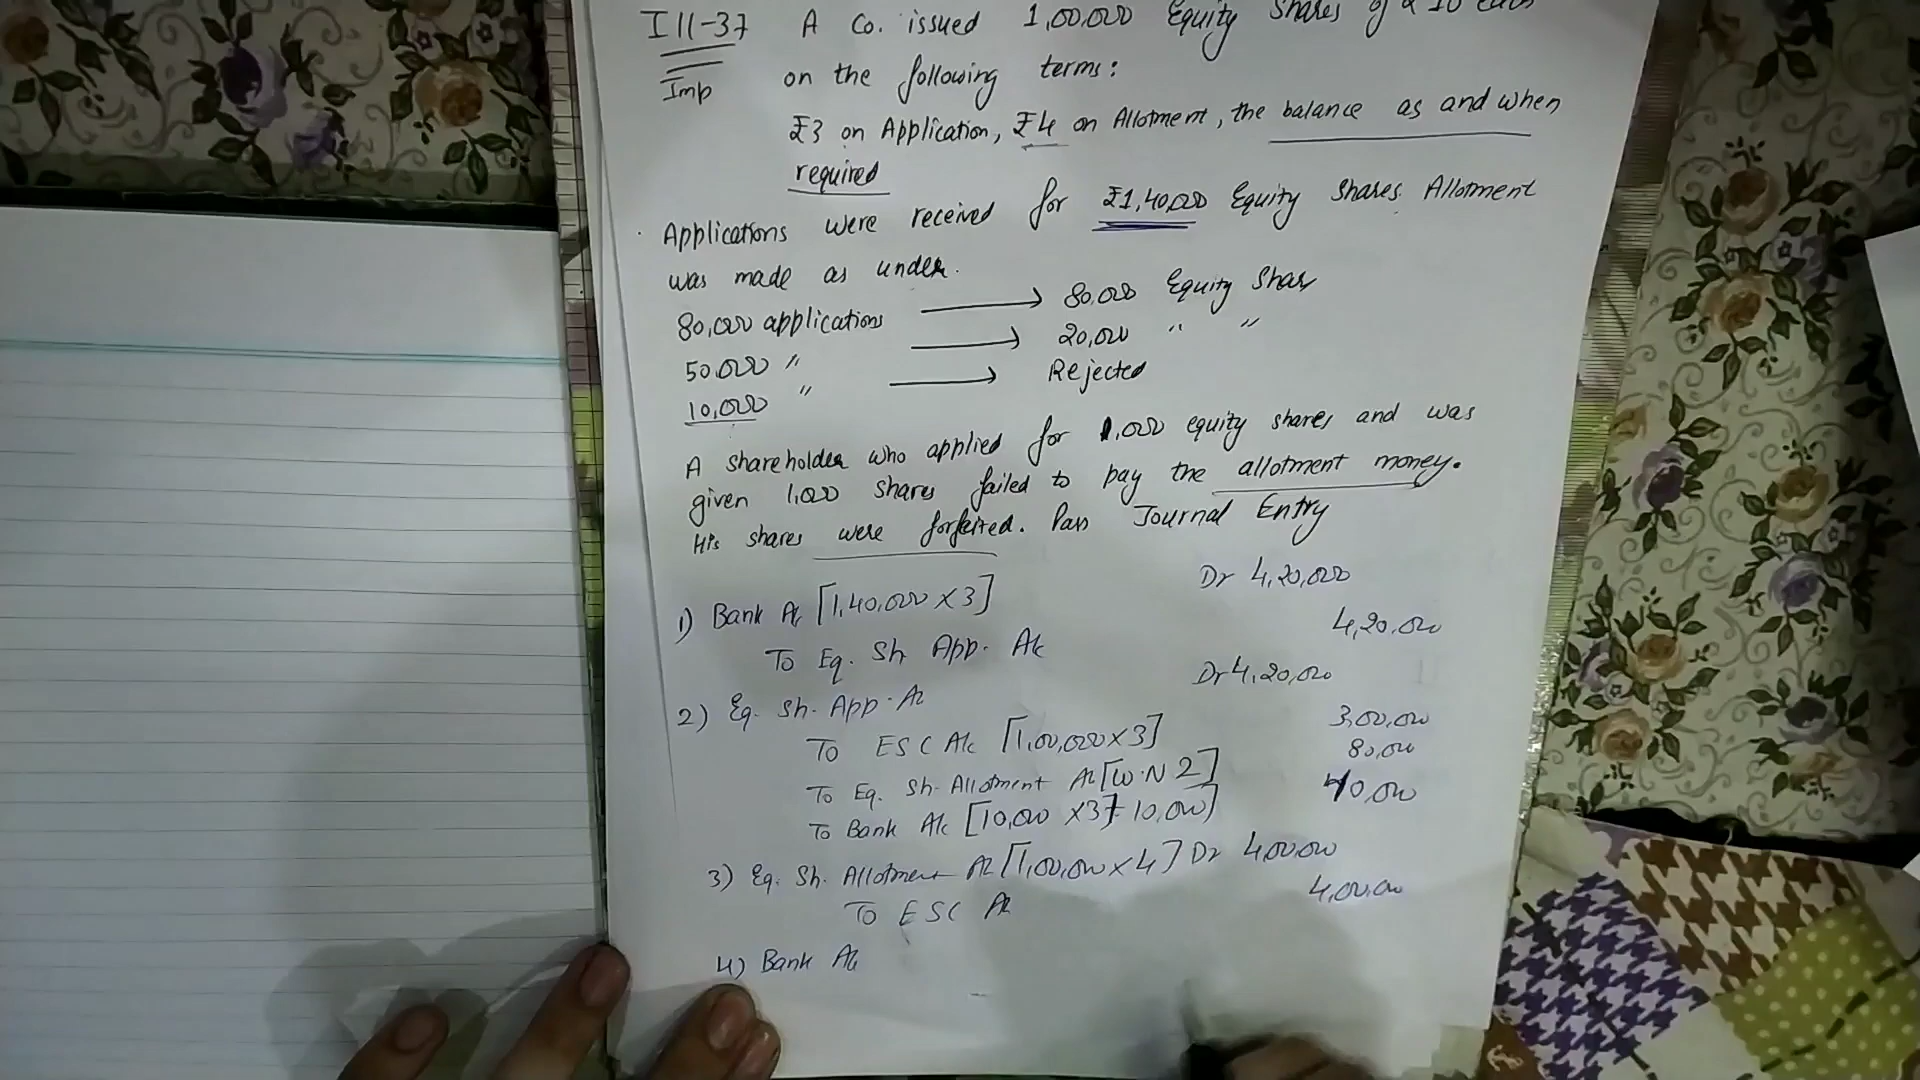 Ill-37 A Co. issued 1,00,000 Equity Shares of ₹ 10 each
Imp on the following terms:
₹3 on Application, ₹4 on Allotment, the balance as and when
required
Applications were received for ₹1,40,000 Equity Shares. Allotment
was made as under.
80,000 applications → 80,000 Equity Shar
50,000 " → 20,000 " "
10,000 " → Rejected
A shareholder who applied for 1,000 equity shares and was
given 1,000 shares failed to pay the allotment money.
His shares were forfeited. Pass Journal Entry
1) Bank A/c [1,40,000 × 3] Dr 4,20,000
To Eq. Sh App. A/c 4,20,000
2) Eq. Sh. App. A/c Dr 4,20,000
To ESC A/c [1,00,000 × 3] 3,00,000
To Eq. Sh. Allotment A/c [W.N 2] 80,000
To Bank A/c [10,000 × 3 + 10,000] 40,000
3) Eq. Sh. Allotment A/c [1,00,000 × 4] Dr 4,00,000
To ESC A/c 4,00,000
4) Bank A/c